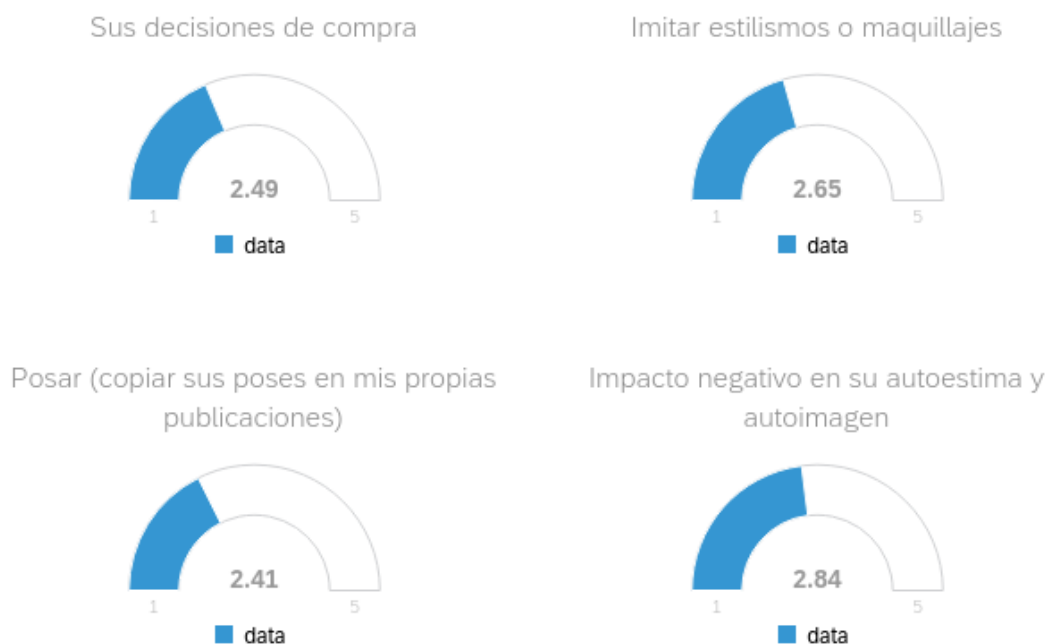 Sus decisiones de compra
2.49
1 5
data
Imitar estilismos o maquillajes
2.65
1 5
data
Posar (copiar sus poses en mis propias
publicaciones)
2.41
1 5
data
Impacto negativo en su autoestima y
autoimagen
2.84
1 5
data